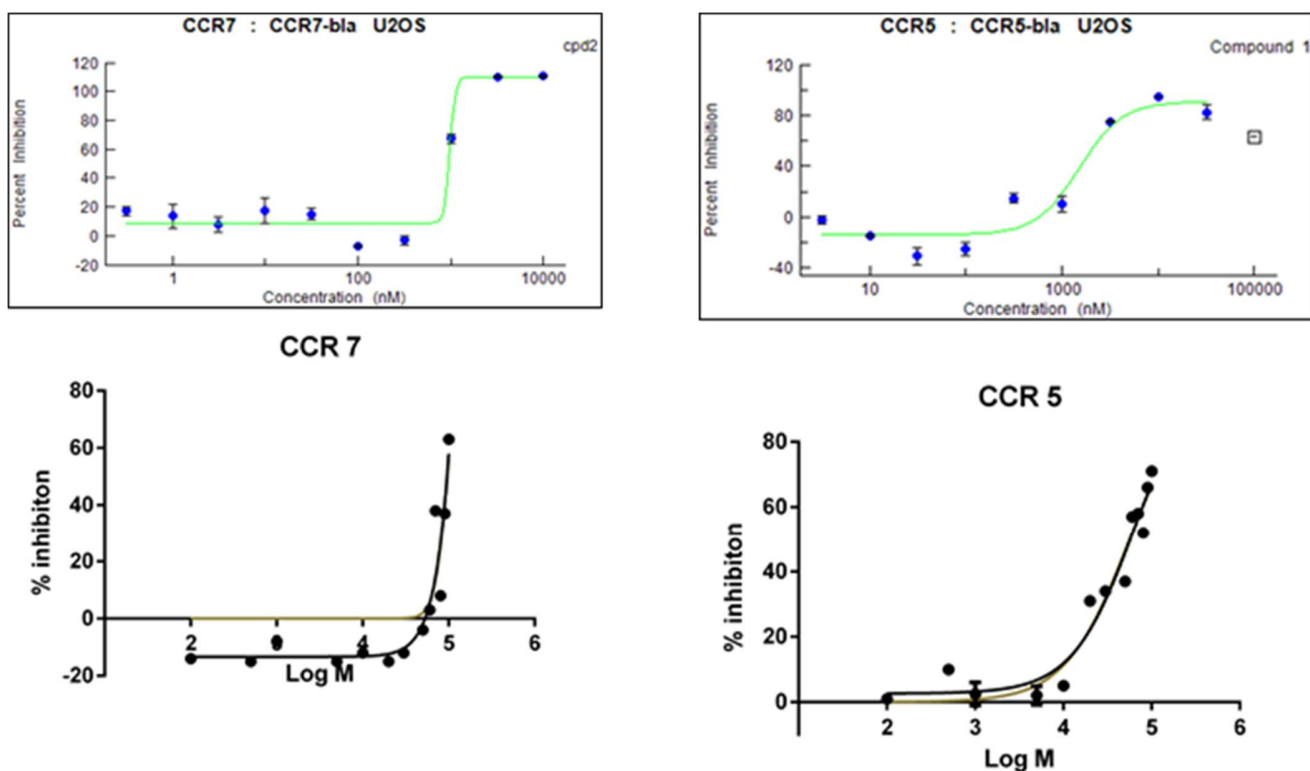 CCR7 : CCR7-bla U2OS
cpd2
Percent Inhibition
120
100
80
60
40
20
0
-20
1
100
10000
Concentration (nM)
CCR5 : CCR5-bla U2OS
Compound 1
Percent Inhibition
120
80
40
0
-40
10
1000
100000
Concentration (nM)
CCR 7
% inhibiton
80
60
40
20
0
-20
2
3
4
5
6
Log M
CCR 5
% inhibiton
80
60
40
20
0
2
3
4
5
6
Log M